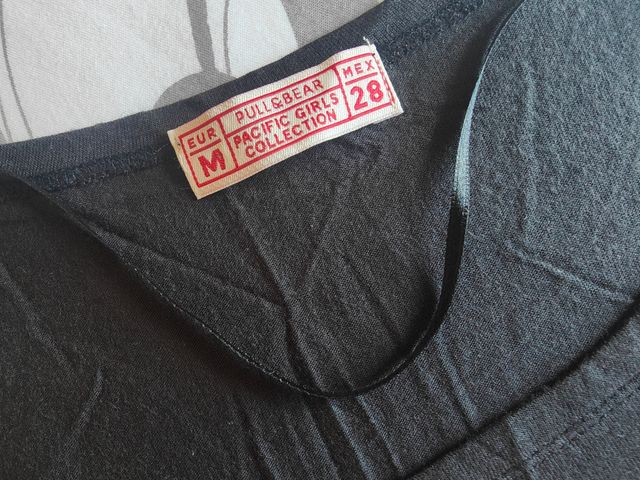 EUR
M
PULL&BEAR
PACIFIC GIRLS
COLLECTION
MEX
28